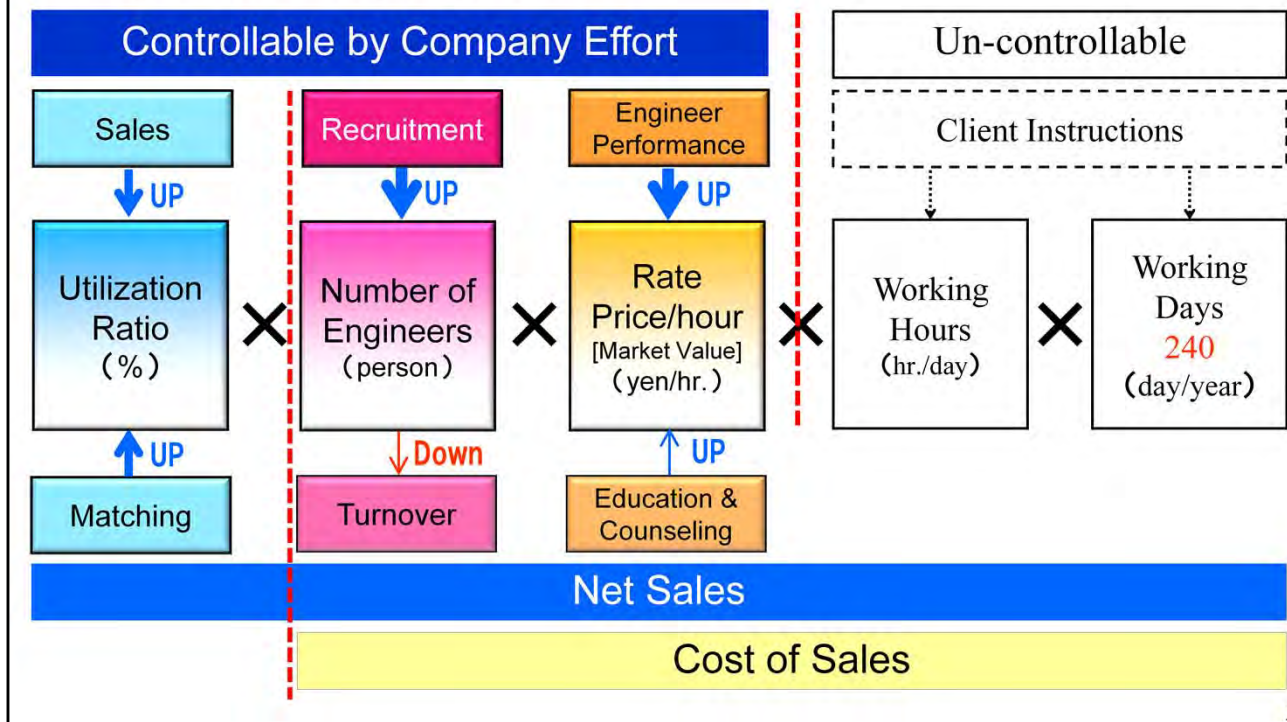 Controllable by Company Effort
Un-controllable
Sales
Recruitment
Engineer
Performance
Client Instructions
UP
UP
UP
Utilization
Ratio
(%)
×
Number of
Engineers
(person)
×
Rate
Price/hour
[Market Value]
(yen/hr.)
×
Working
Hours
(hr./day)
×
Working
Days
240
(day/year)
UP
Down
UP
Matching
Turnover
Education &
Counseling
Net Sales
Cost of Sales